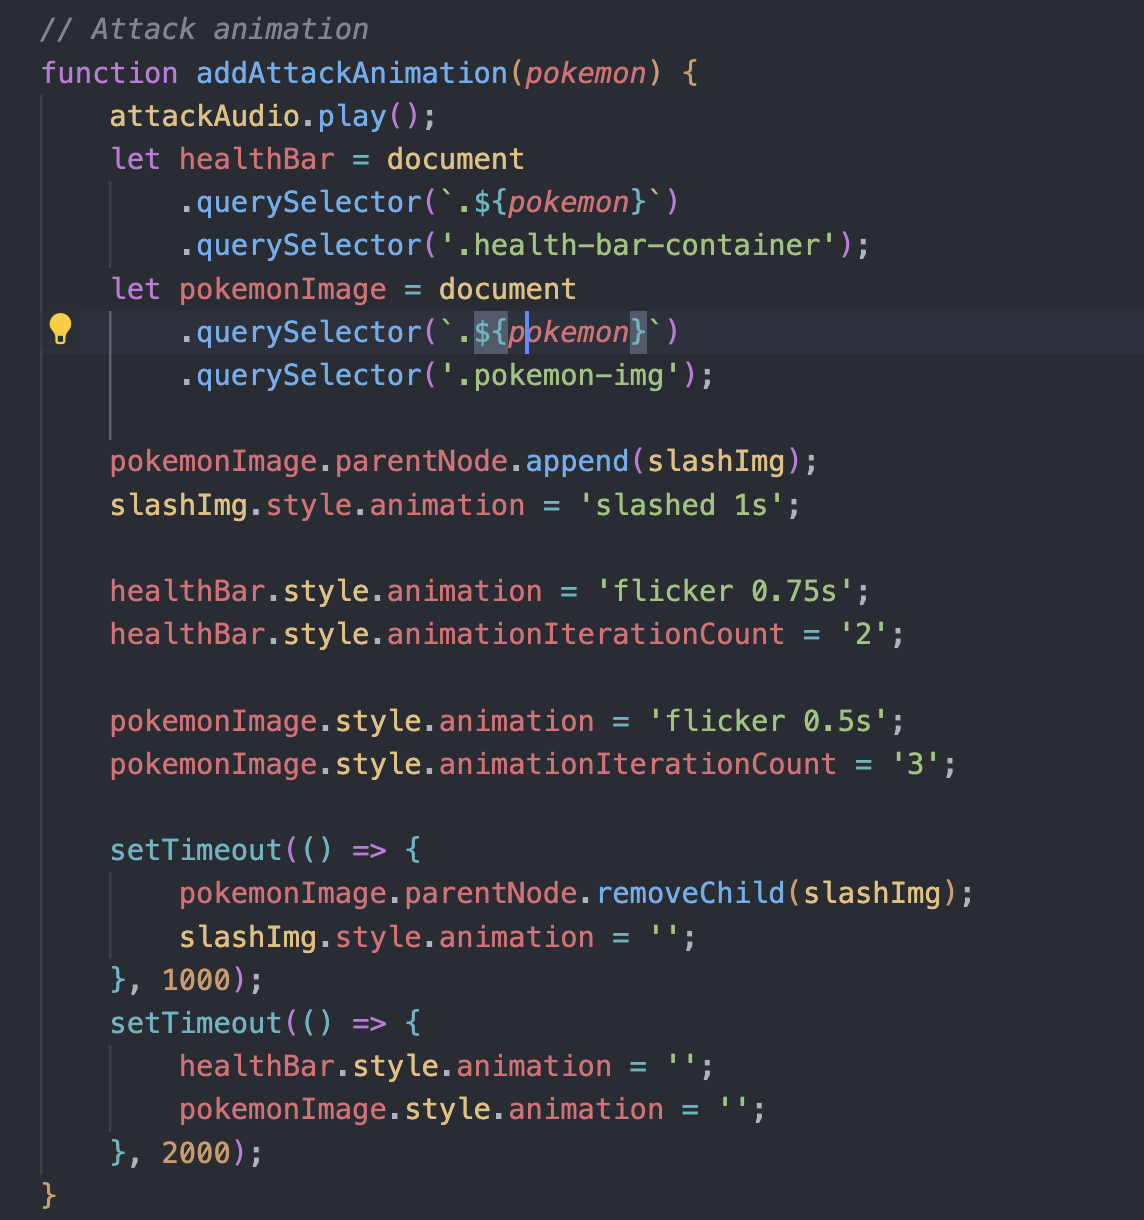 // Attack animation
function addAttackAnimation(pokemon) {
    attackAudio.play();
    let healthBar = document
        .querySelector(`.${pokemon}`)
        .querySelector('.health-bar-container');
    let pokemonImage = document
        .querySelector(`.${pokemon}`)
        .querySelector('.pokemon-img');

    pokemonImage.parentNode.append(slashImg);
    slashImg.style.animation = 'slashed 1s';

    healthBar.style.animation = 'flicker 0.75s';
    healthBar.style.animationIterationCount = '2';

    pokemonImage.style.animation = 'flicker 0.5s';
    pokemonImage.style.animationIterationCount = '3';

    setTimeout(() => {
        pokemonImage.parentNode.removeChild(slashImg);
        slashImg.style.animation = '';
    }, 1000);
    setTimeout(() => {
        healthBar.style.animation = '';
        pokemonImage.style.animation = '';
    }, 2000);
}